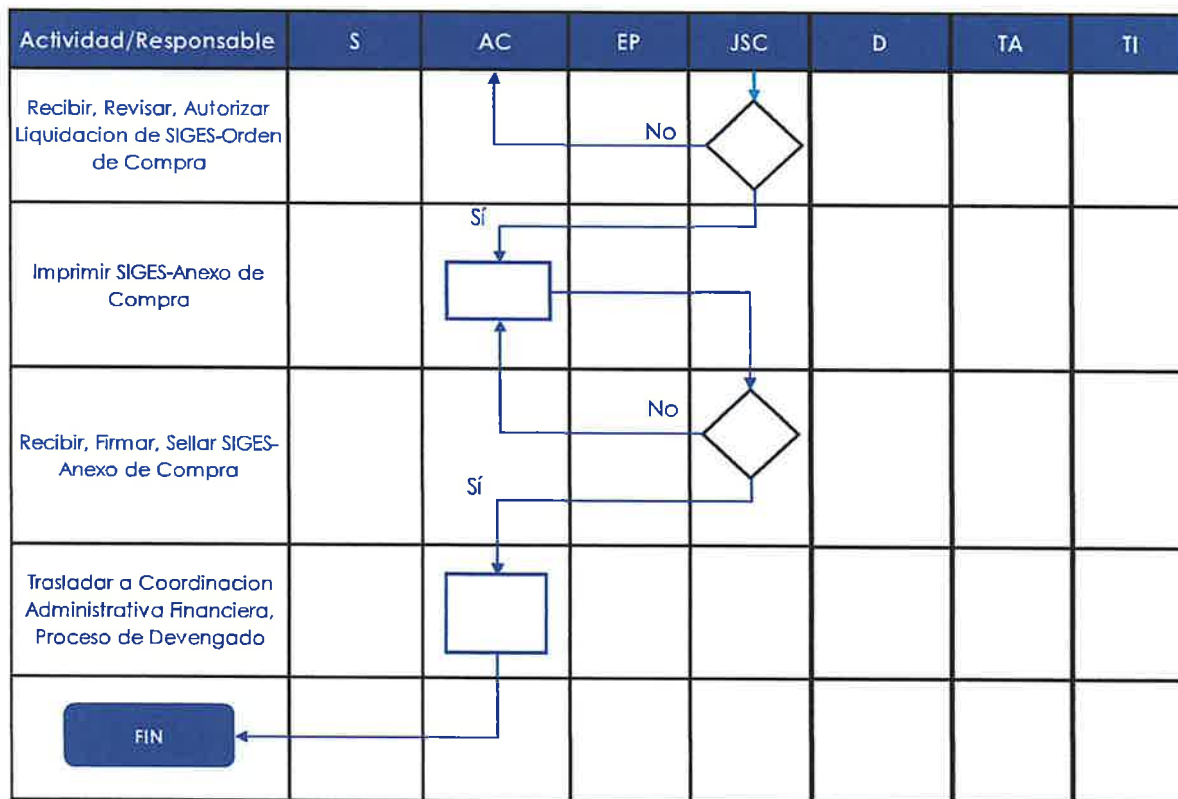 Actividad/Responsable S AC EP JSC D TA TI
Recibir, Revisar, Autorizar
Liquidacion de SIGES-Orden
de Compra
No
Sí
Imprimir SIGES-Anexo de
Compra
No
Recibir, Firmar, Sellar SIGES-
Anexo de Compra
Sí
Trasladar a Coordinacion
Administrativa Financiera,
Proceso de Devengado
FIN